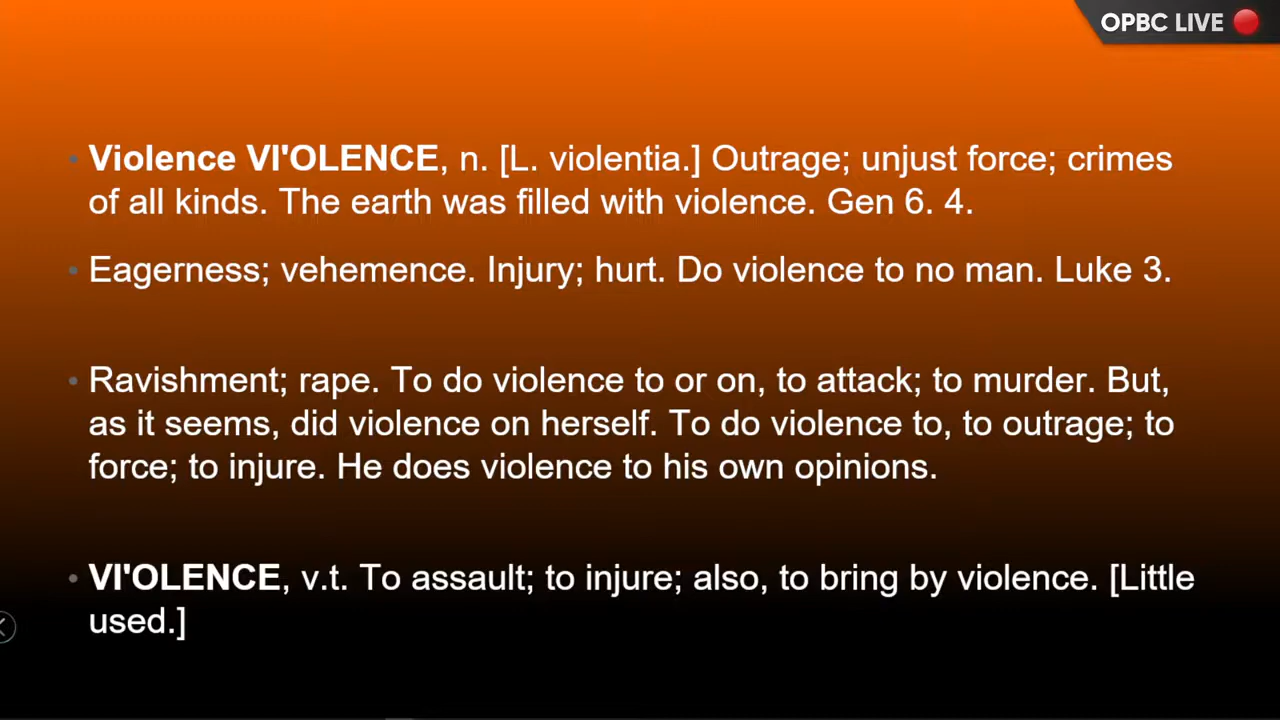 OPBC LIVE
• Violence VI'OLENCE, n. [L. violentia.] Outrage; unjust force; crimes
of all kinds. The earth was filled with violence. Gen 6. 4.
• Eagerness; vehemence. Injury; hurt. Do violence to no man. Luke 3.
• Ravishment; rape. To do violence to or on, to attack; to murder. But,
as it seems, did violence on herself. To do violence to, to outrage; to
force; to injure. He does violence to his own opinions.
• VI'OLENCE, v.t. To assault; to injure; also, to bring by violence. [Little
used.]